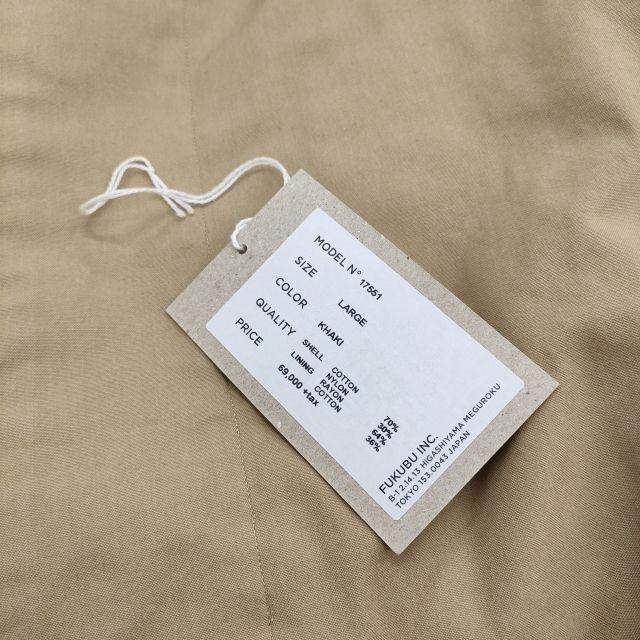 MODEL N° 17551
SIZE LARGE
COLOR KHAKI
QUALITY SHELL COTTON 70%
NYLON 30%
LINING RAYON 64%
COTTON 36%
PRICE 69,000 +tax
FUKUBU INC.
B-1 2.14.13 HIGASHIYAMA MEGUROKU
TOKYO 153.0043 JAPAN